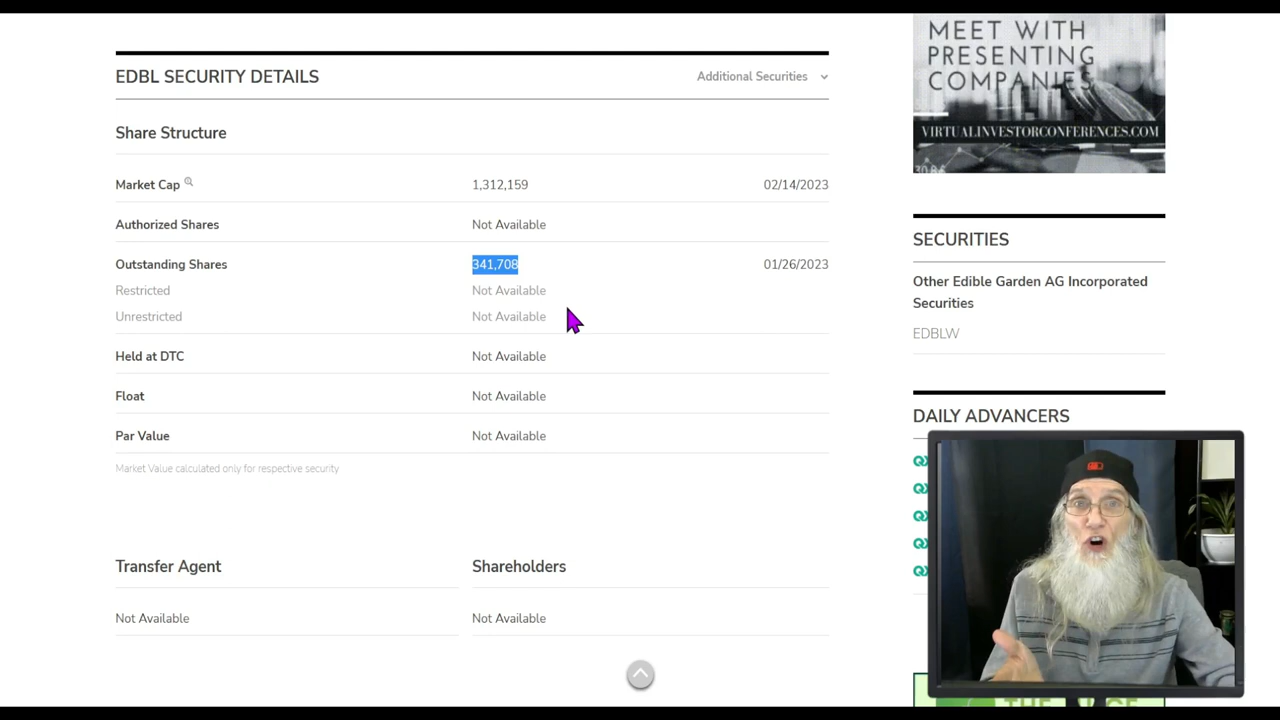 MEET WITH
PRESENTING
COMPANIES
VIRTUALINVESTORCONFERENCES.COM
EDBL SECURITY DETAILS
Additional Securities
Share Structure
Market Cap 1,312,159 02/14/2023
Authorized Shares Not Available
Outstanding Shares 341,708 01/26/2023
Restricted Not Available
Unrestricted Not Available
Held at DTC Not Available
Float Not Available
Par Value Not Available
Market Value calculated only for respective security
Transfer Agent Shareholders
Not Available Not Available
SECURITIES
Other Edible Garden AG Incorporated
Securities
EDBLW
DAILY ADVANCERS